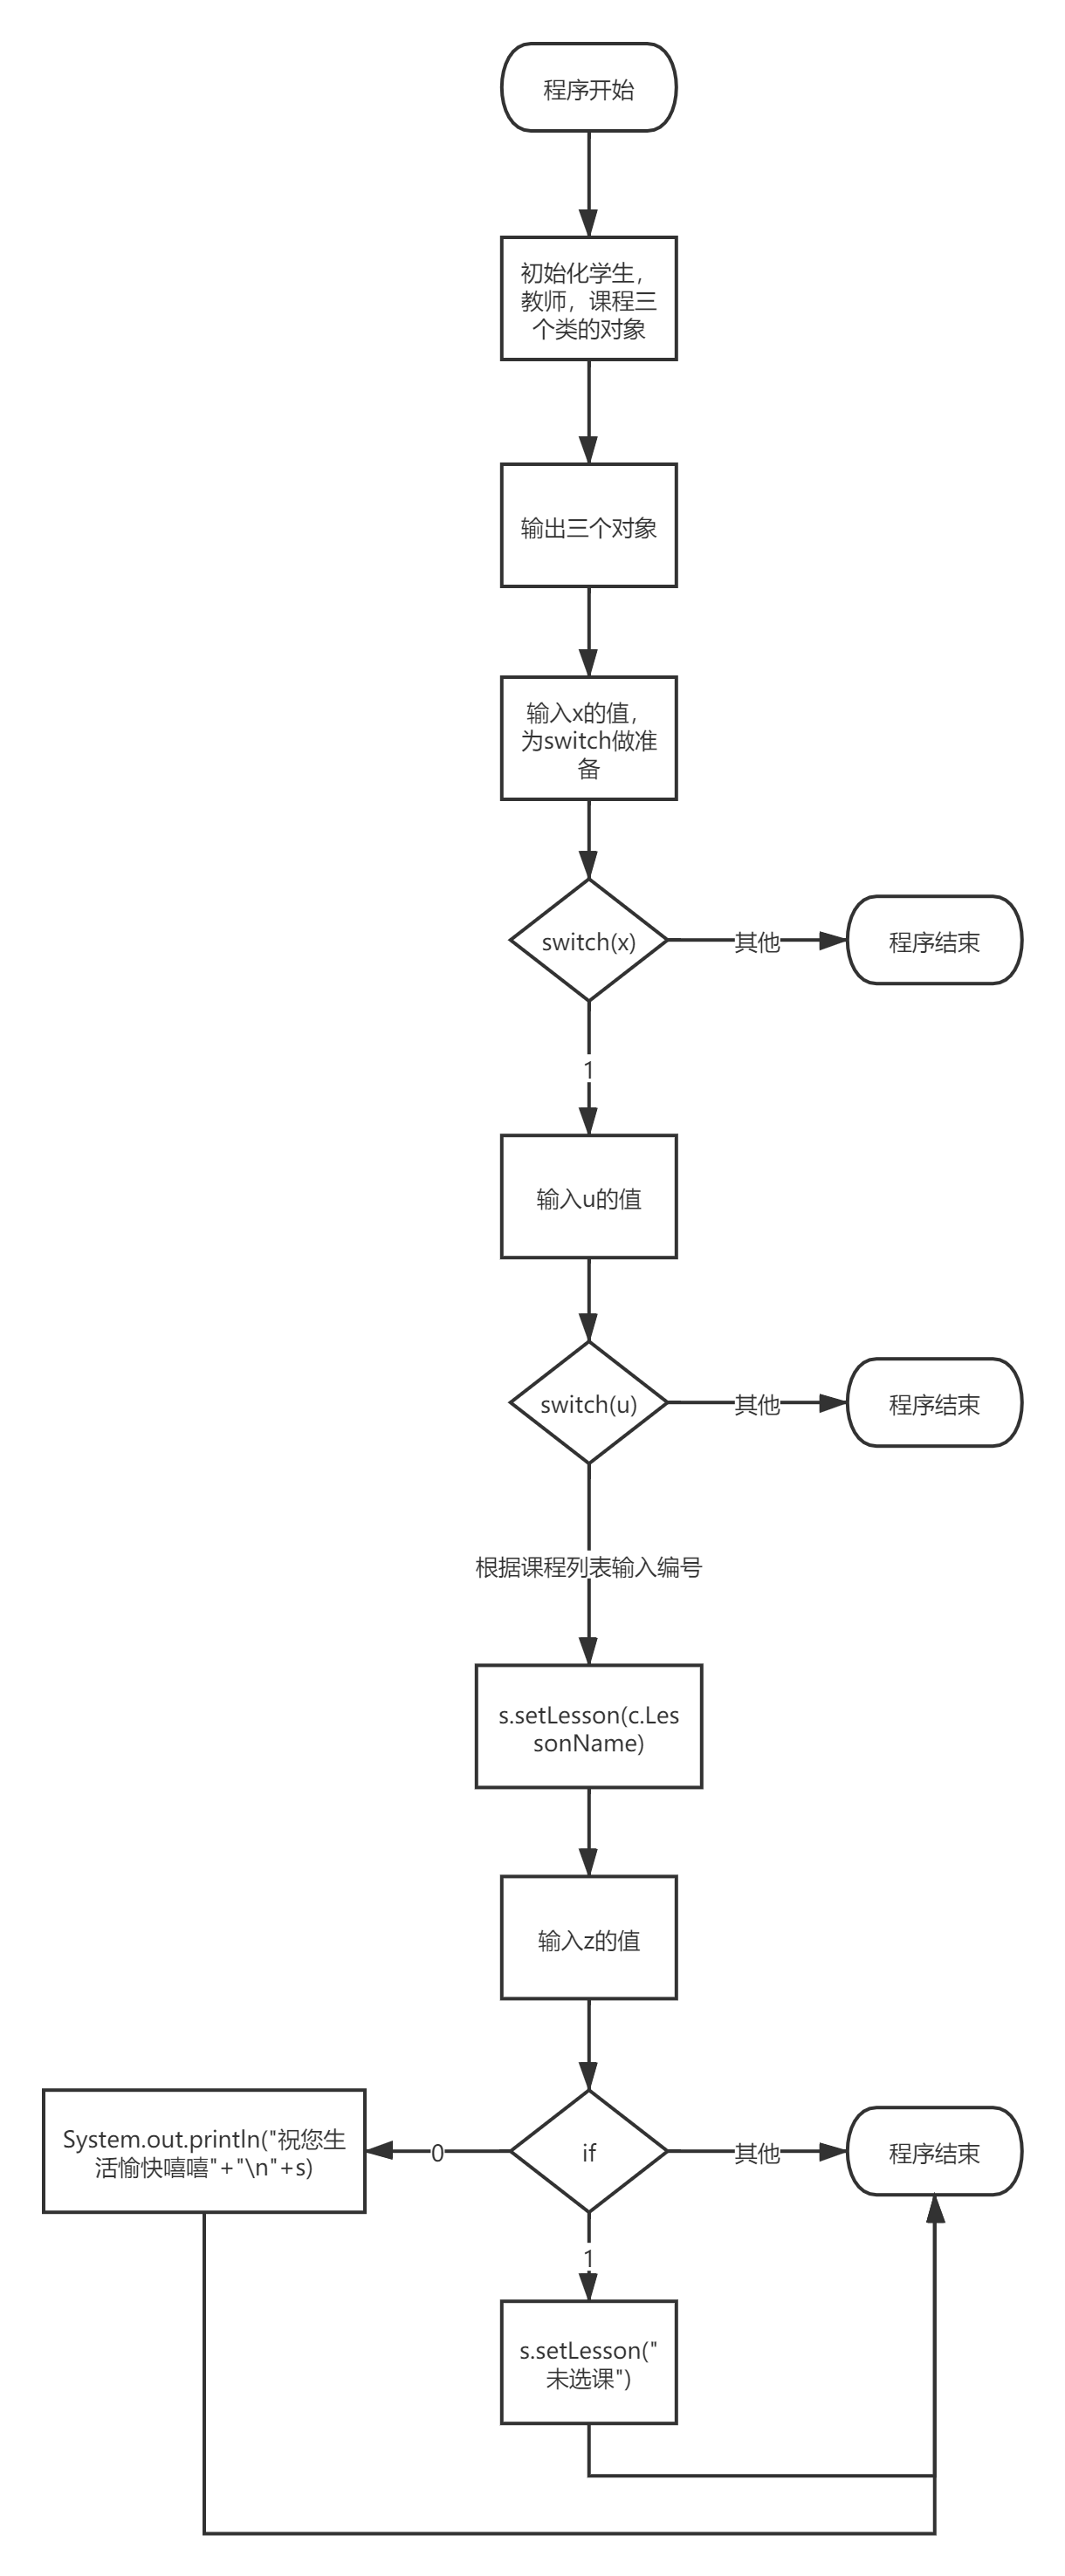 程序开始
初始化学生，
教师，课程三
个类的对象
输出三个对象
输入x的值，
为switch做准
备
switch(x)
其他
程序结束
1
输入u的值
switch(u)
其他
程序结束
根据课程列表输入编号
s.setLesson(c.Les
sonName)
输入z的值
System.out.println("祝您生
活愉快嘻嘻"+"\n"+s)
0
if
其他
程序结束
1
s.setLesson("
未选课")